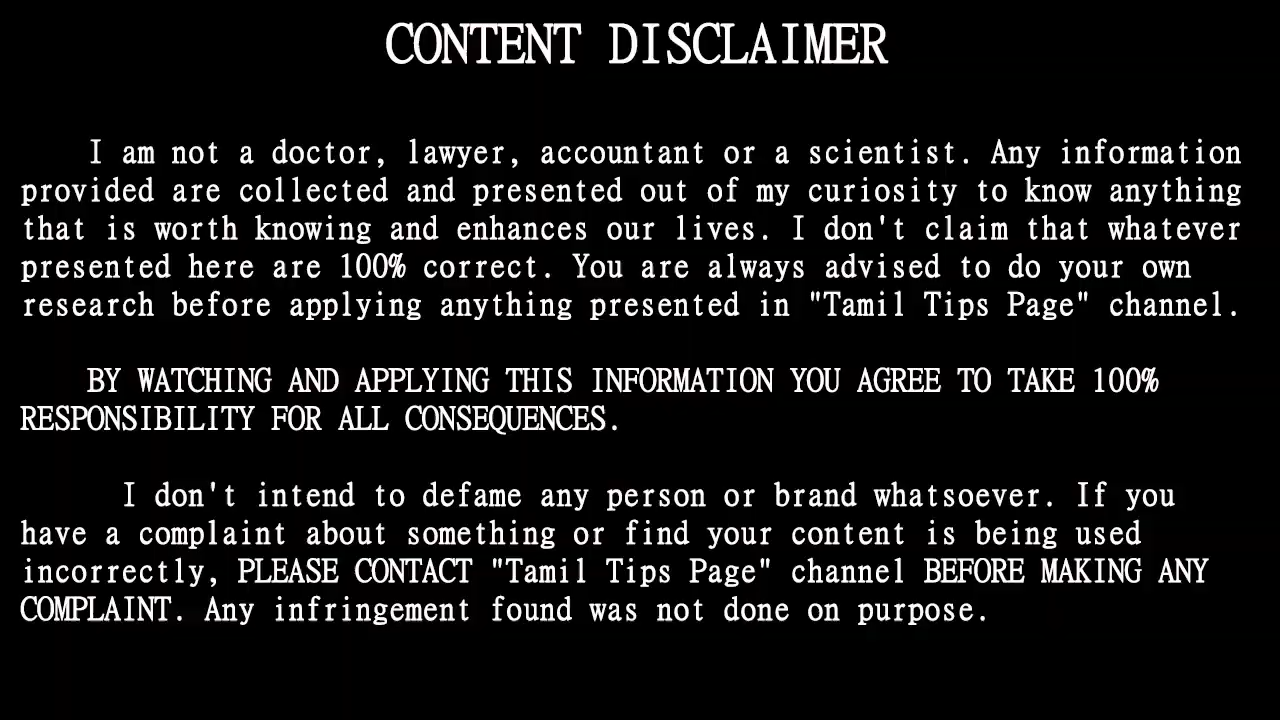 CONTENT DISCLAIMER
I am not a doctor, lawyer, accountant or a scientist. Any information
provided are collected and presented out of my curiosity to know anything
that is worth knowing and enhances our lives. I don't claim that whatever
presented here are 100% correct. You are always advised to do your own
research before applying anything presented in "Tamil Tips Page" channel.
BY WATCHING AND APPLYING THIS INFORMATION YOU AGREE TO TAKE 100%
RESPONSIBILITY FOR ALL CONSEQUENCES.
I don't intend to defame any person or brand whatsoever. If you
have a complaint about something or find your content is being used
incorrectly, PLEASE CONTACT "Tamil Tips Page" channel BEFORE MAKING ANY
COMPLAINT. Any infringement found was not done on purpose.